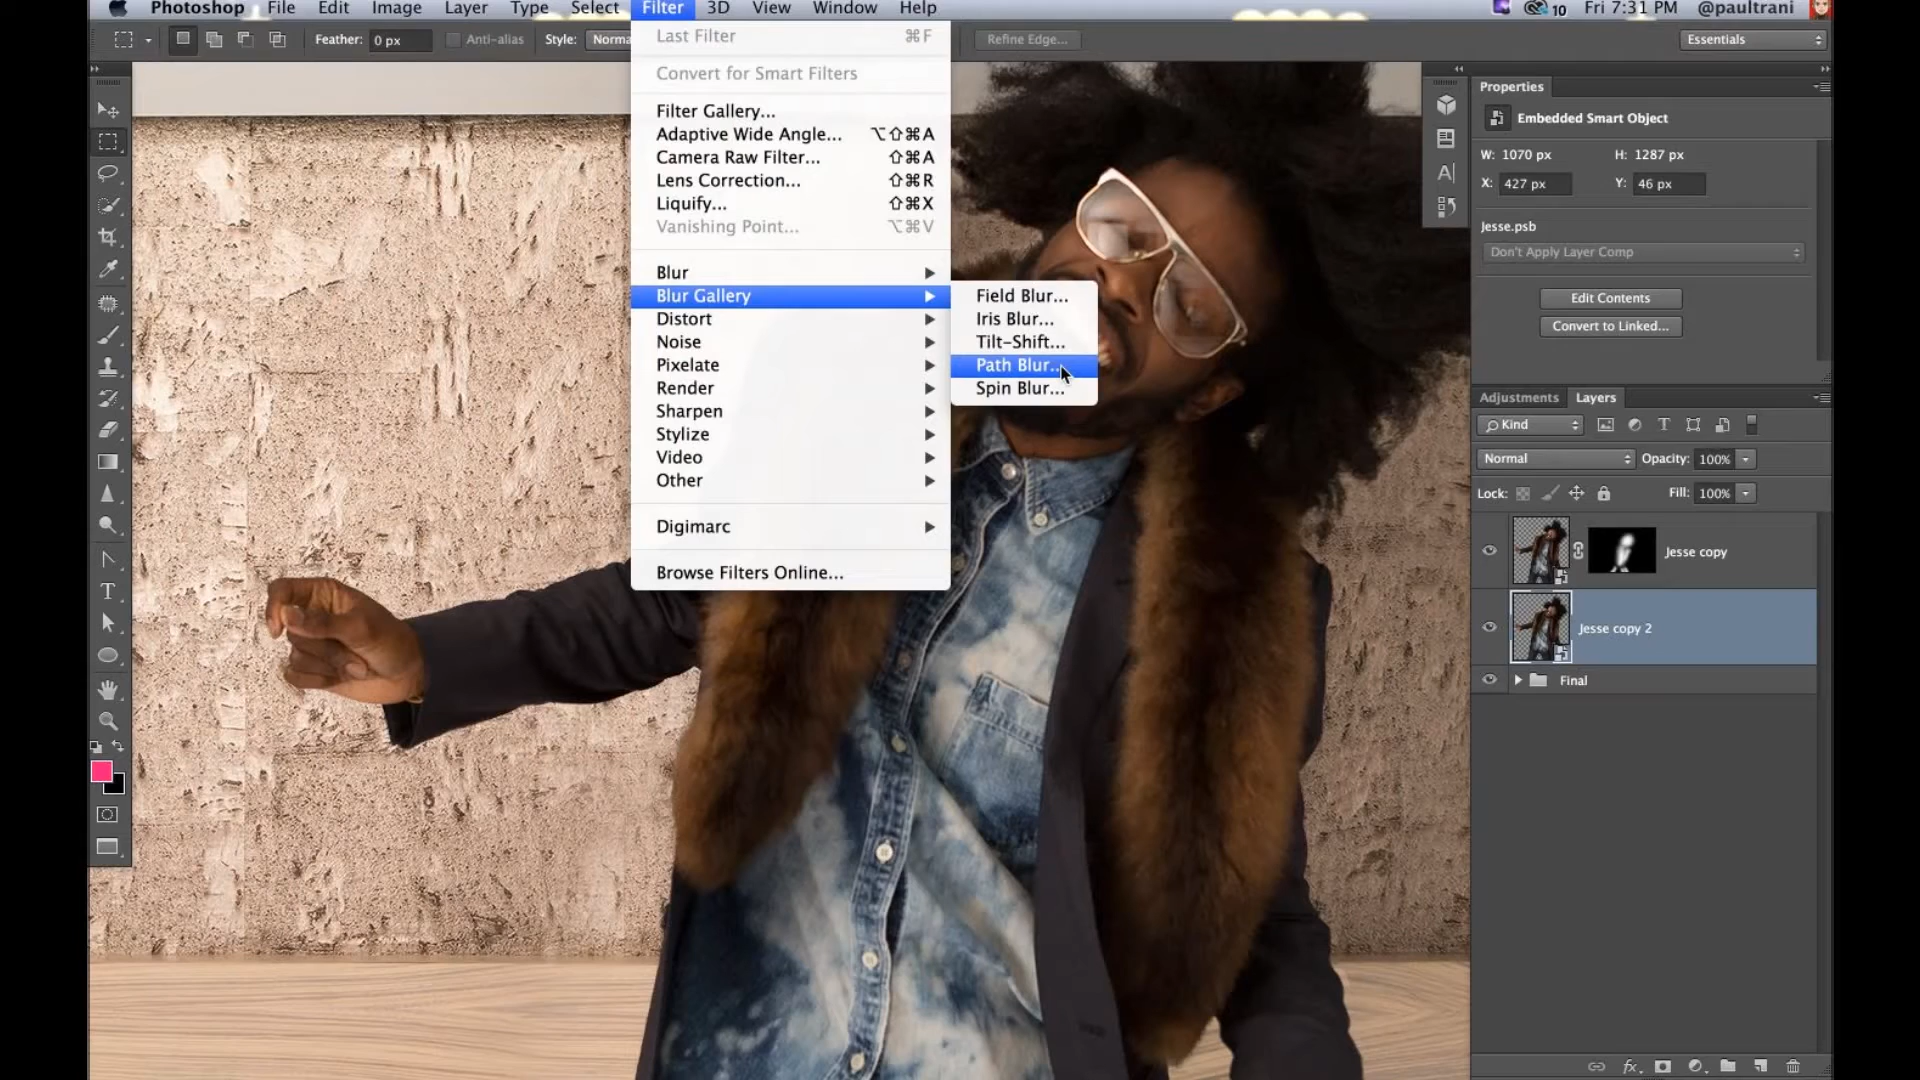 Photoshop File Edit Image Layer Type Select Filter 3D View Window Help 10 Fri 7:31 PM @paultrani
Feather: 0 px Anti-alias Style: Norma Refine Edge... Essentials
Last Filter ⌘F
Convert for Smart Filters
Filter Gallery...
Adaptive Wide Angle... ⌥⇧⌘A
Camera Raw Filter... ⇧⌘A
Lens Correction... ⇧⌘R
Liquify... ⇧⌘X
Vanishing Point... ⌥⌘V
Blur
Blur Gallery
Distort
Noise
Pixelate
Render
Sharpen
Stylize
Video
Other
Digimarc
Browse Filters Online...
Field Blur...
Iris Blur...
Tilt-Shift...
Path Blur...
Spin Blur...
Properties
Embedded Smart Object
W: 1070 px H: 1287 px
X: 427 px Y: 46 px
Jesse.psb
Don't Apply Layer Comp
Edit Contents
Convert to Linked...
Adjustments Layers
Kind
Normal Opacity: 100%
Lock: Fill: 100%
Jesse copy
Jesse copy 2
Final